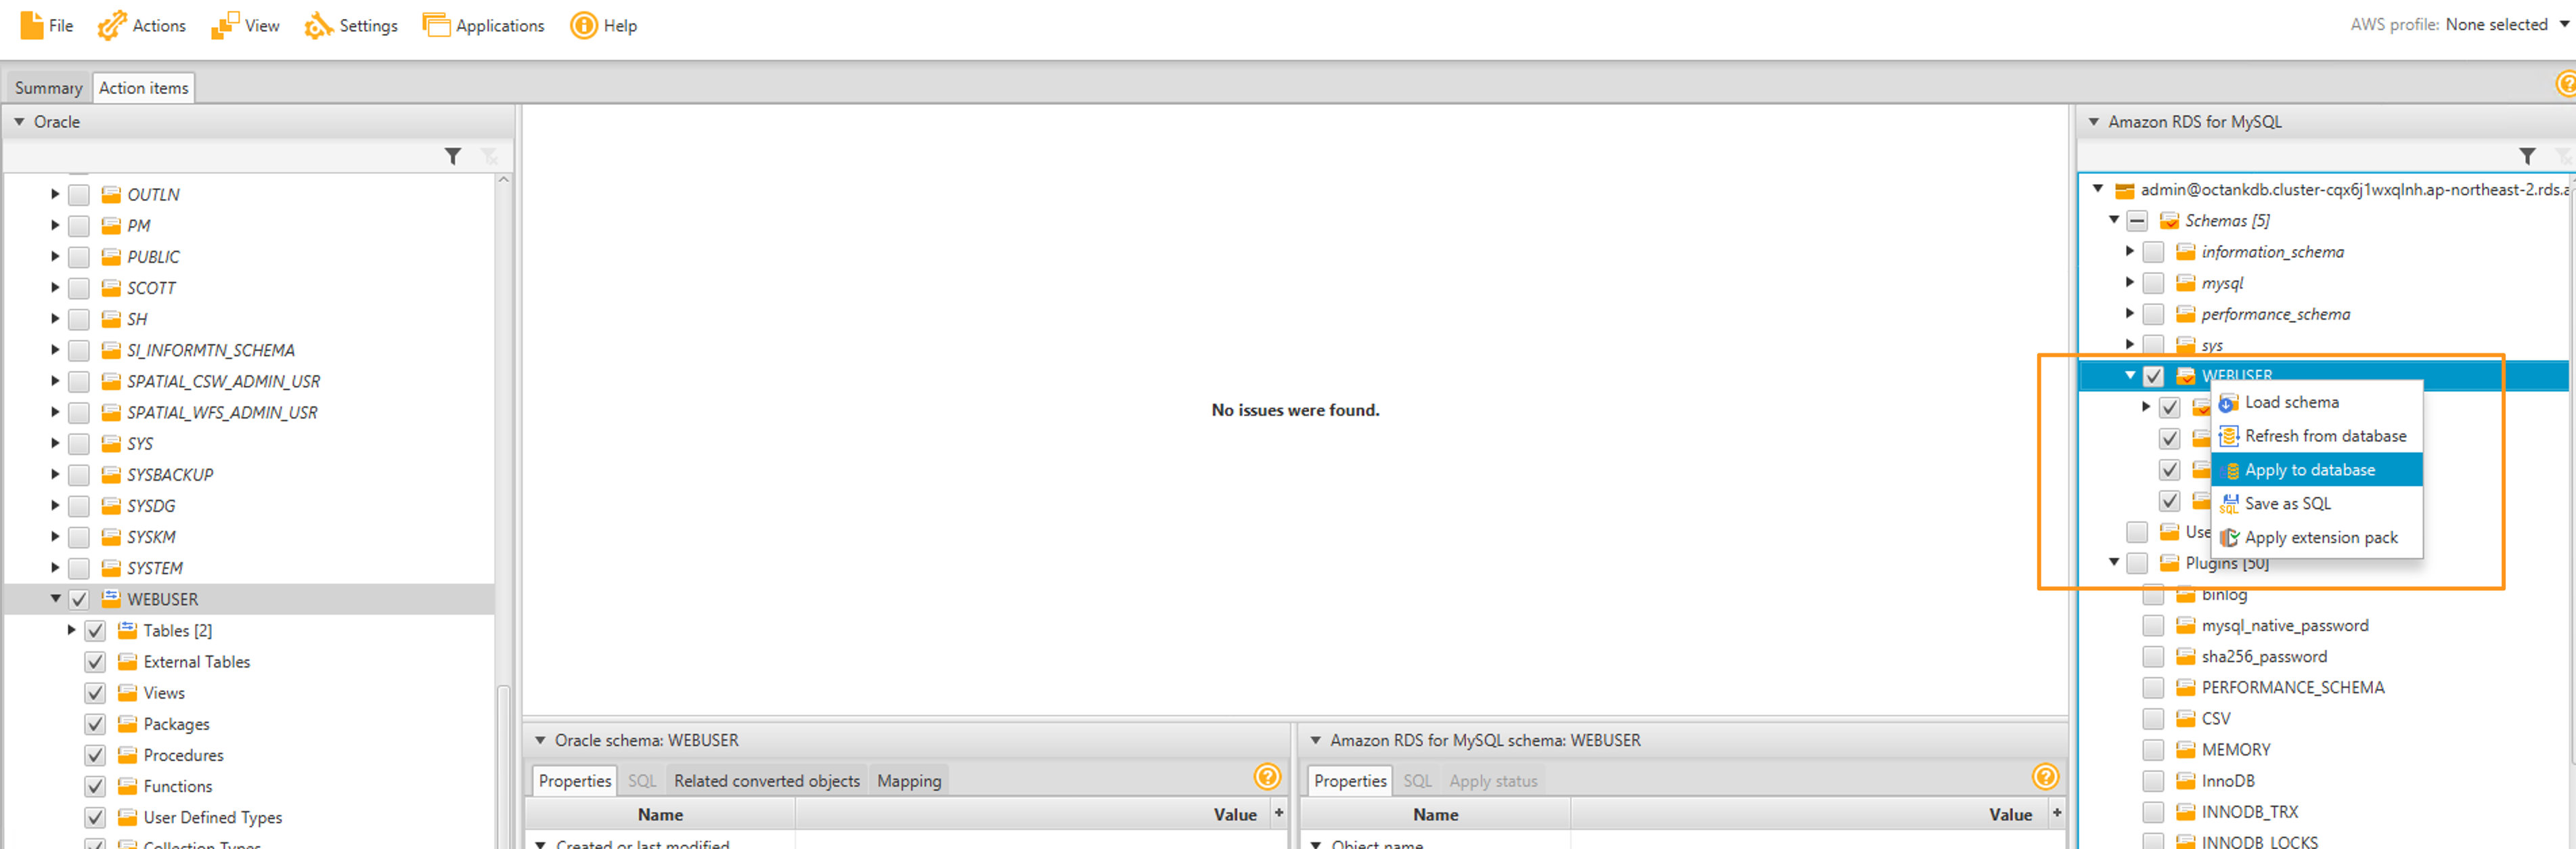 File Actions View Settings Applications Help
AWS profile: None selected
Summary Action items
Oracle
OUTLN
PM
PUBLIC
SCOTT
SH
SI_INFORMTN_SCHEMA
SPATIAL_CSW_ADMIN_USR
SPATIAL_WFS_ADMIN_USR
SYS
SYSBACKUP
SYSDG
SYSKM
SYSTEM
WEBUSER
Tables [2]
External Tables
Views
Packages
Procedures
Functions
User Defined Types
Collection Types
No issues were found.
Oracle schema: WEBUSER
Properties SQL Related converted objects Mapping
Name Value +
Created or last modified
Amazon RDS for MySQL schema: WEBUSER
Properties SQL Apply status
Name Value +
Object name
Amazon RDS for MySQL
admin@octankdb.cluster-cqx6j1wxqlnh.ap-northeast-2.rds.a
Schemas [5]
information_schema
mysql
performance_schema
sys
WEBUSER
Load schema
Refresh from database
Apply to database
Save as SQL
Apply extension pack
Use
Plugins [50]
binlog
mysql_native_password
sha256_password
PERFORMANCE_SCHEMA
CSV
MEMORY
InnoDB
INNODB_TRX
INNODB_LOCKS